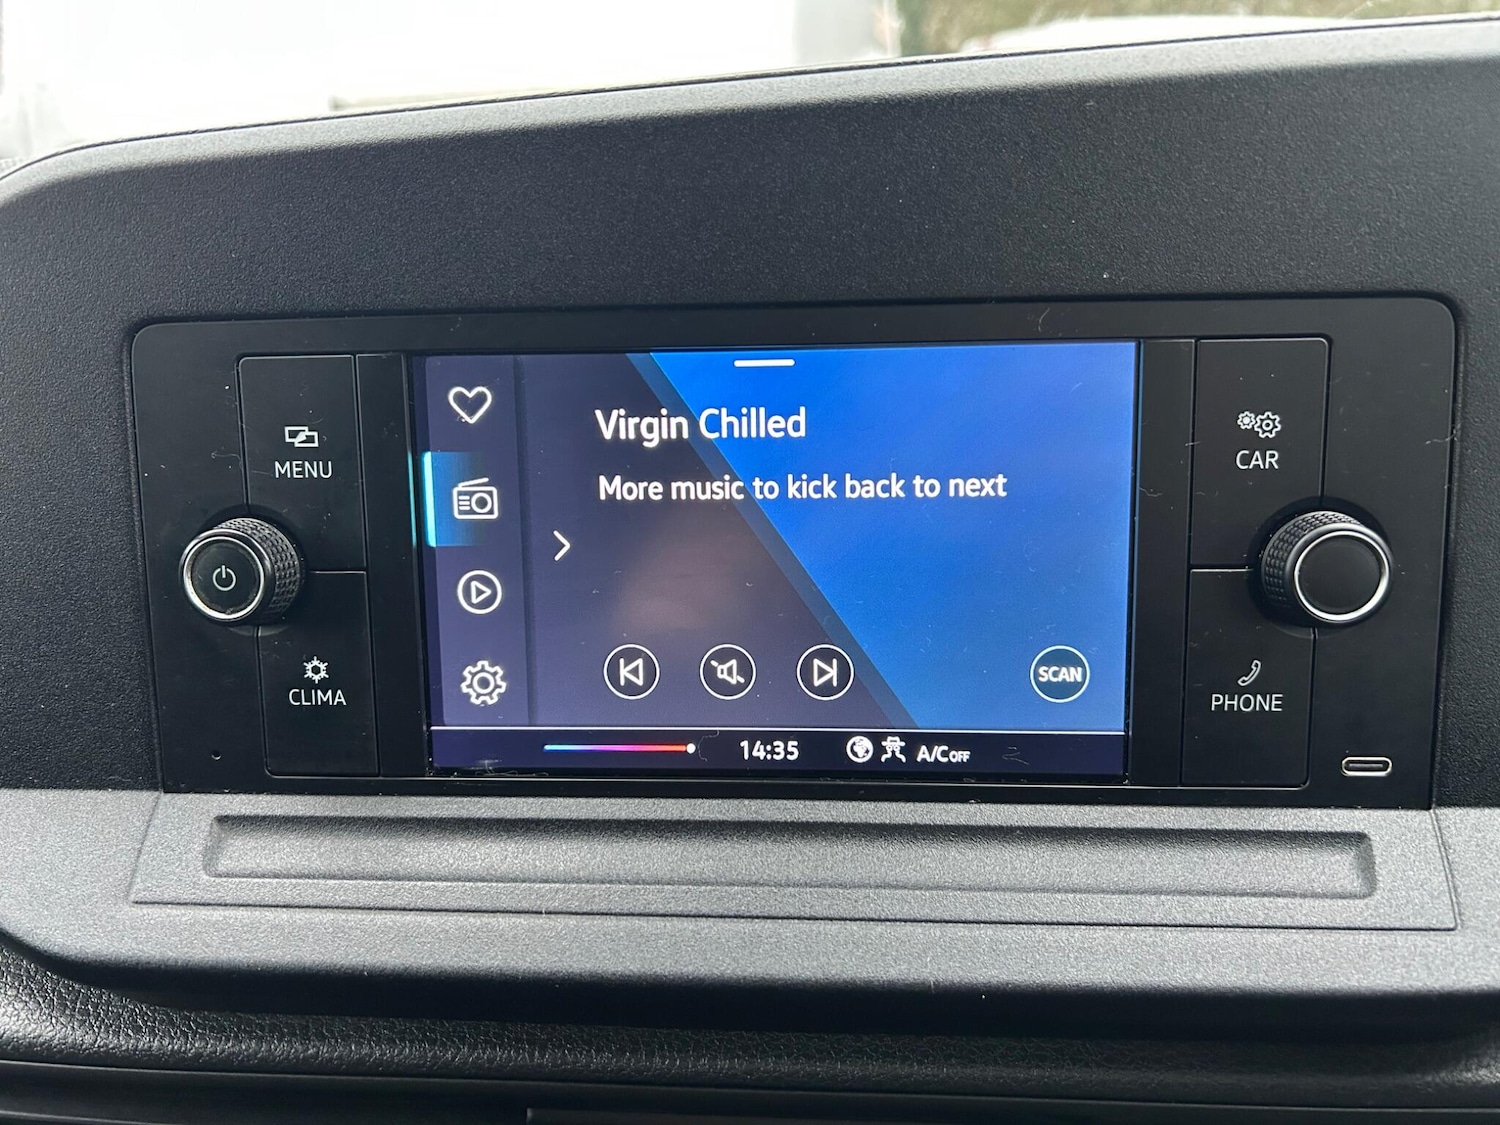 MENU
CLIMA
Virgin Chilled
More music to kick back to next
SCAN
14:35
A/C OFF
CAR
PHONE